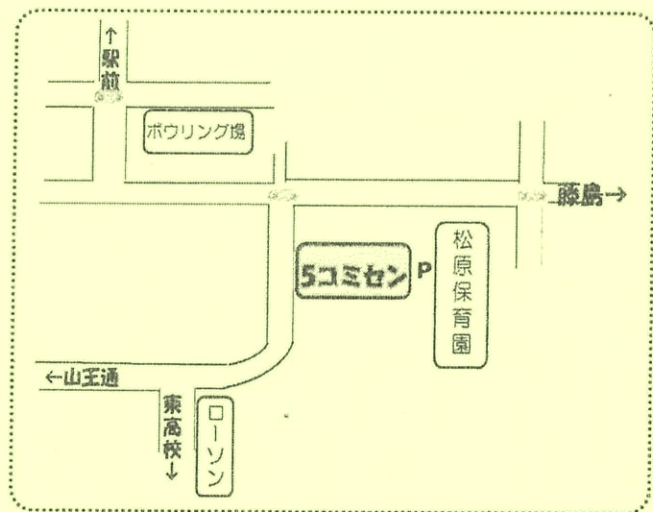 ↑駅前
ボウリング場
藤島→
5コミセン
P
松原保育園
←山王通
東高校↓
ローソン